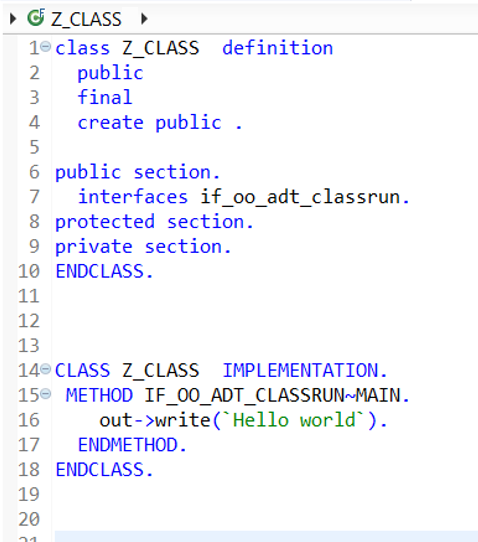 Z_CLASS
1 class Z_CLASS  definition
2   public
3   final
4   create public .
5
6 public section.
7   interfaces if_oo_adt_classrun.
8 protected section.
9 private section.
10 ENDCLASS.
11
12
13
14 CLASS Z_CLASS  IMPLEMENTATION.
15  METHOD IF_OO_ADT_CLASSRUN~MAIN.
16     out->write(`Hello world`).
17   ENDMETHOD.
18 ENDCLASS.
19
20
21